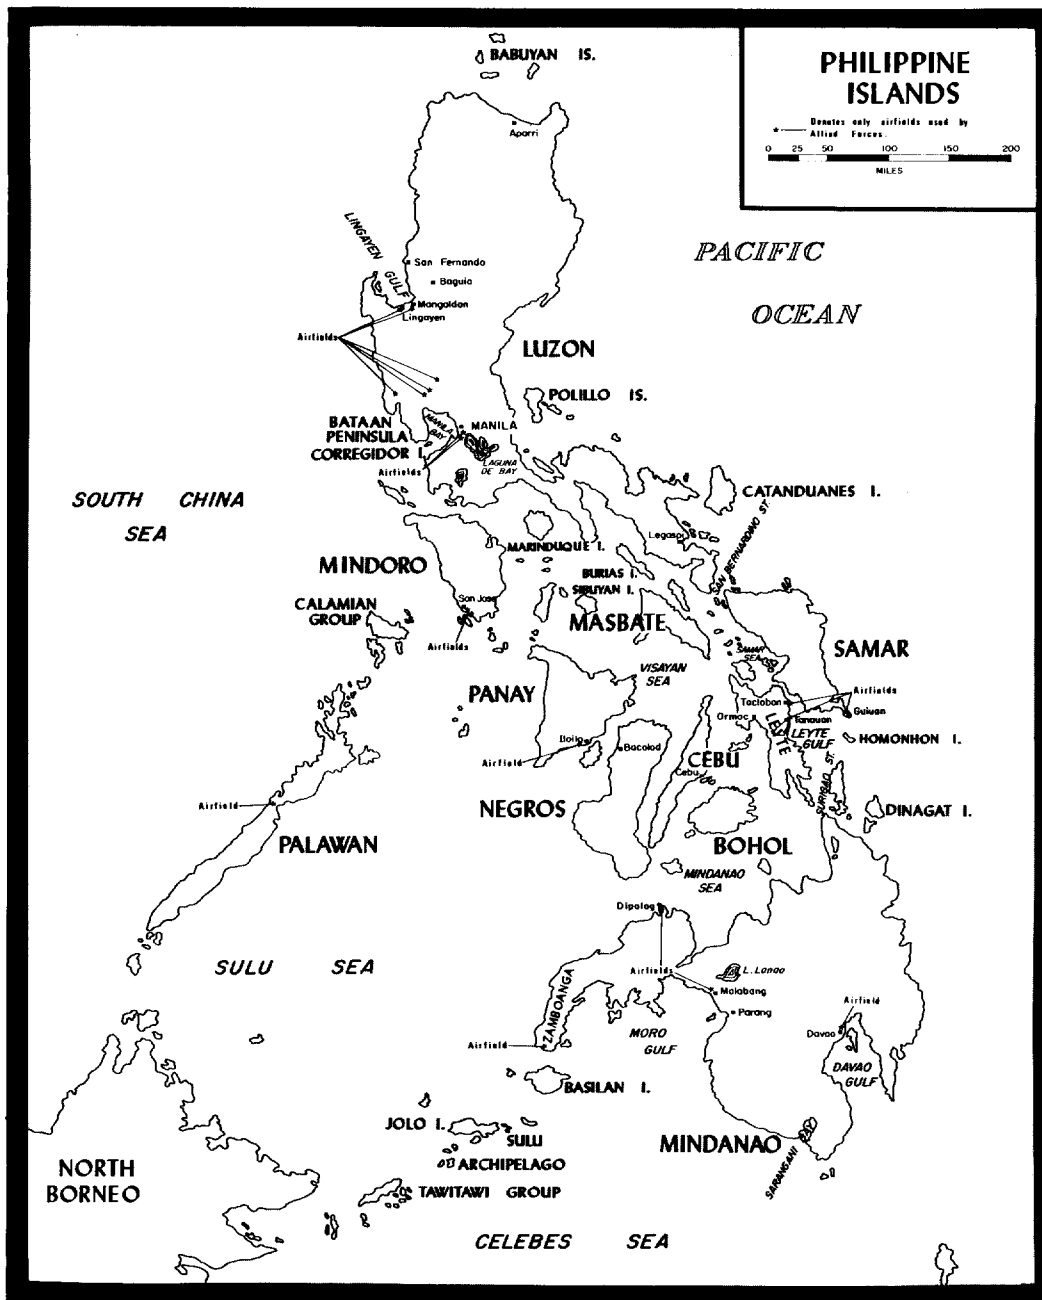 BABUYAN IS.
PHILIPPINE
ISLANDS
Denotes only airfields used by
Allied Forces.
0 25 50 100 150 200
MILES
Aparri
LINGAYEN GULF
PACIFIC
OCEAN
San Fernando
Baguio
Mangaldan
Lingayen
Airfields
LUZON
POLILLO IS.
BATAAN
PENINSULA
CORREGIDOR I.
MANILA
BAY
MANILA
Airfields
LAGUNA
DE BAY
SOUTH CHINA
SEA
CATANDUANES I.
Legaspi
SAN BERNARDINO ST.
MARINDUQUE I.
MINDORO
BURIAS I.
SIBUYAN I.
San Jose
CALAMIAN
GROUP
MASBATE
Airfields
SAMAR
SAMAR
SEA
VISAYAN
SEA
PANAY
Airfields
Tacloban
Guiuan
Ormoc
Tanauan
LEYTE
LEYTE
GULF
HOMONHON I.
Iloilo
Bacolod
Airfield
CEBU
Cebu
SURIGAO ST.
NEGROS
DINAGAT I.
Airfield
PALAWAN
BOHOL
MINDANAO
SEA
Dipolog
SULU SEA
Airfields
L. Lanao
Malabang
Parang
Airfield
Davao
ZAMBOANGA
Airfield
MORO
GULF
DAVAO
GULF
BASILAN I.
JOLO I.
SULU
ARCHIPELAGO
MINDANAO
SARANGANI BAY
NORTH
BORNEO
TAWITAWI GROUP
CELEBES SEA